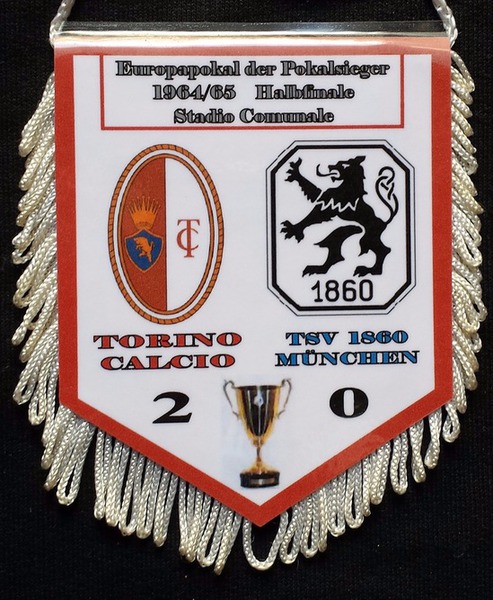 Europapokal der Pokalsieger
1964/65 Halbfinale
Stadio Comunale
TC
1860
TORINO
CALCIO
TSV 1860
MÜNCHEN
2 0